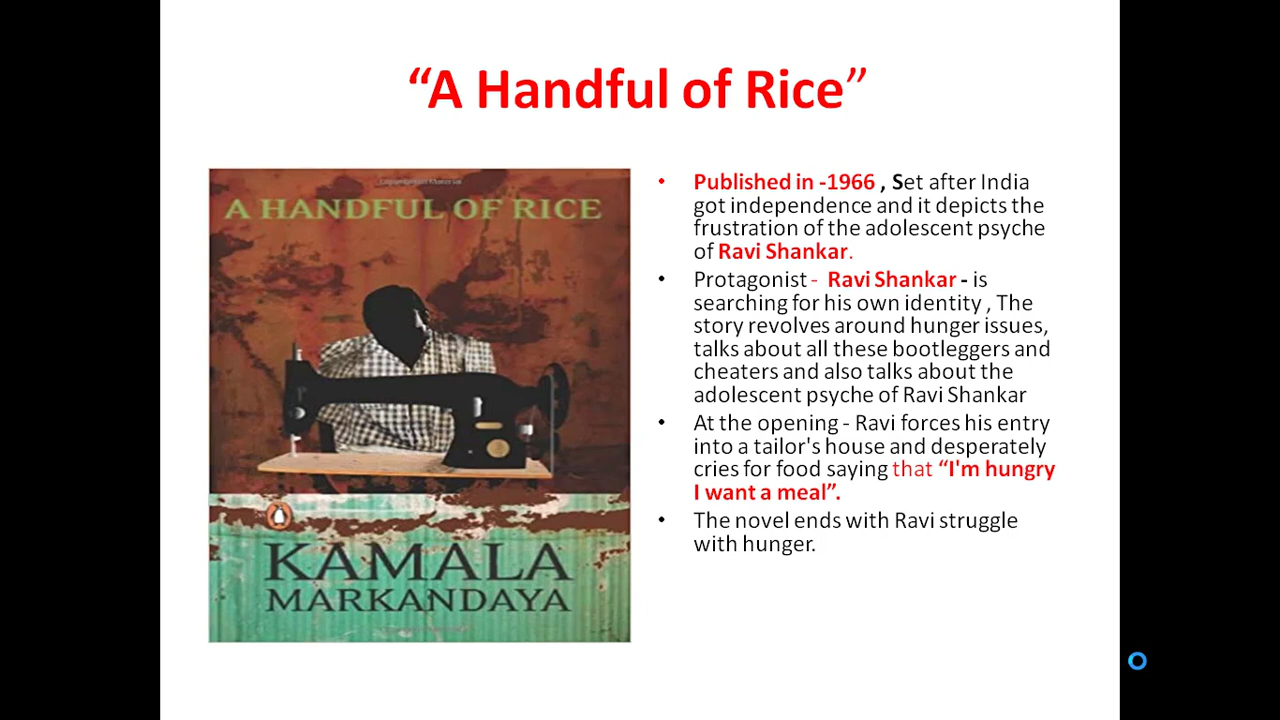 “A Handful of Rice”
A HANDFUL OF RICE
KAMALA
MARKANDAYA
• Published in -1966 , Set after India
got independence and it depicts the
frustration of the adolescent psyche
of Ravi Shankar.
• Protagonist - Ravi Shankar - is
searching for his own identity , The
story revolves around hunger issues,
talks about all these bootleggers and
cheaters and also talks about the
adolescent psyche of Ravi Shankar
• At the opening - Ravi forces his entry
into a tailor's house and desperately
cries for food saying that “I'm hungry
I want a meal”.
• The novel ends with Ravi struggle
with hunger.